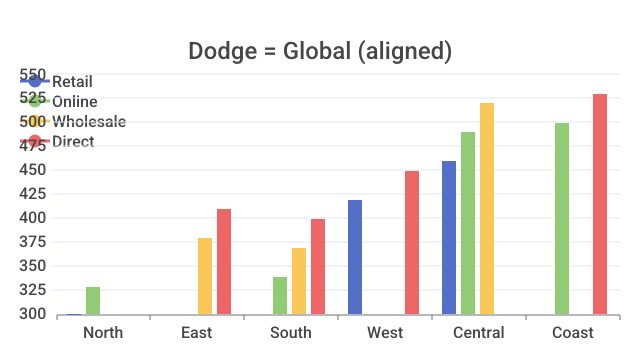 Dodge = Global (aligned)
550
Retail
525
Online
500
Wholesale
475
Direct
450
425
400
375
350
325
300
North East South West Central Coast